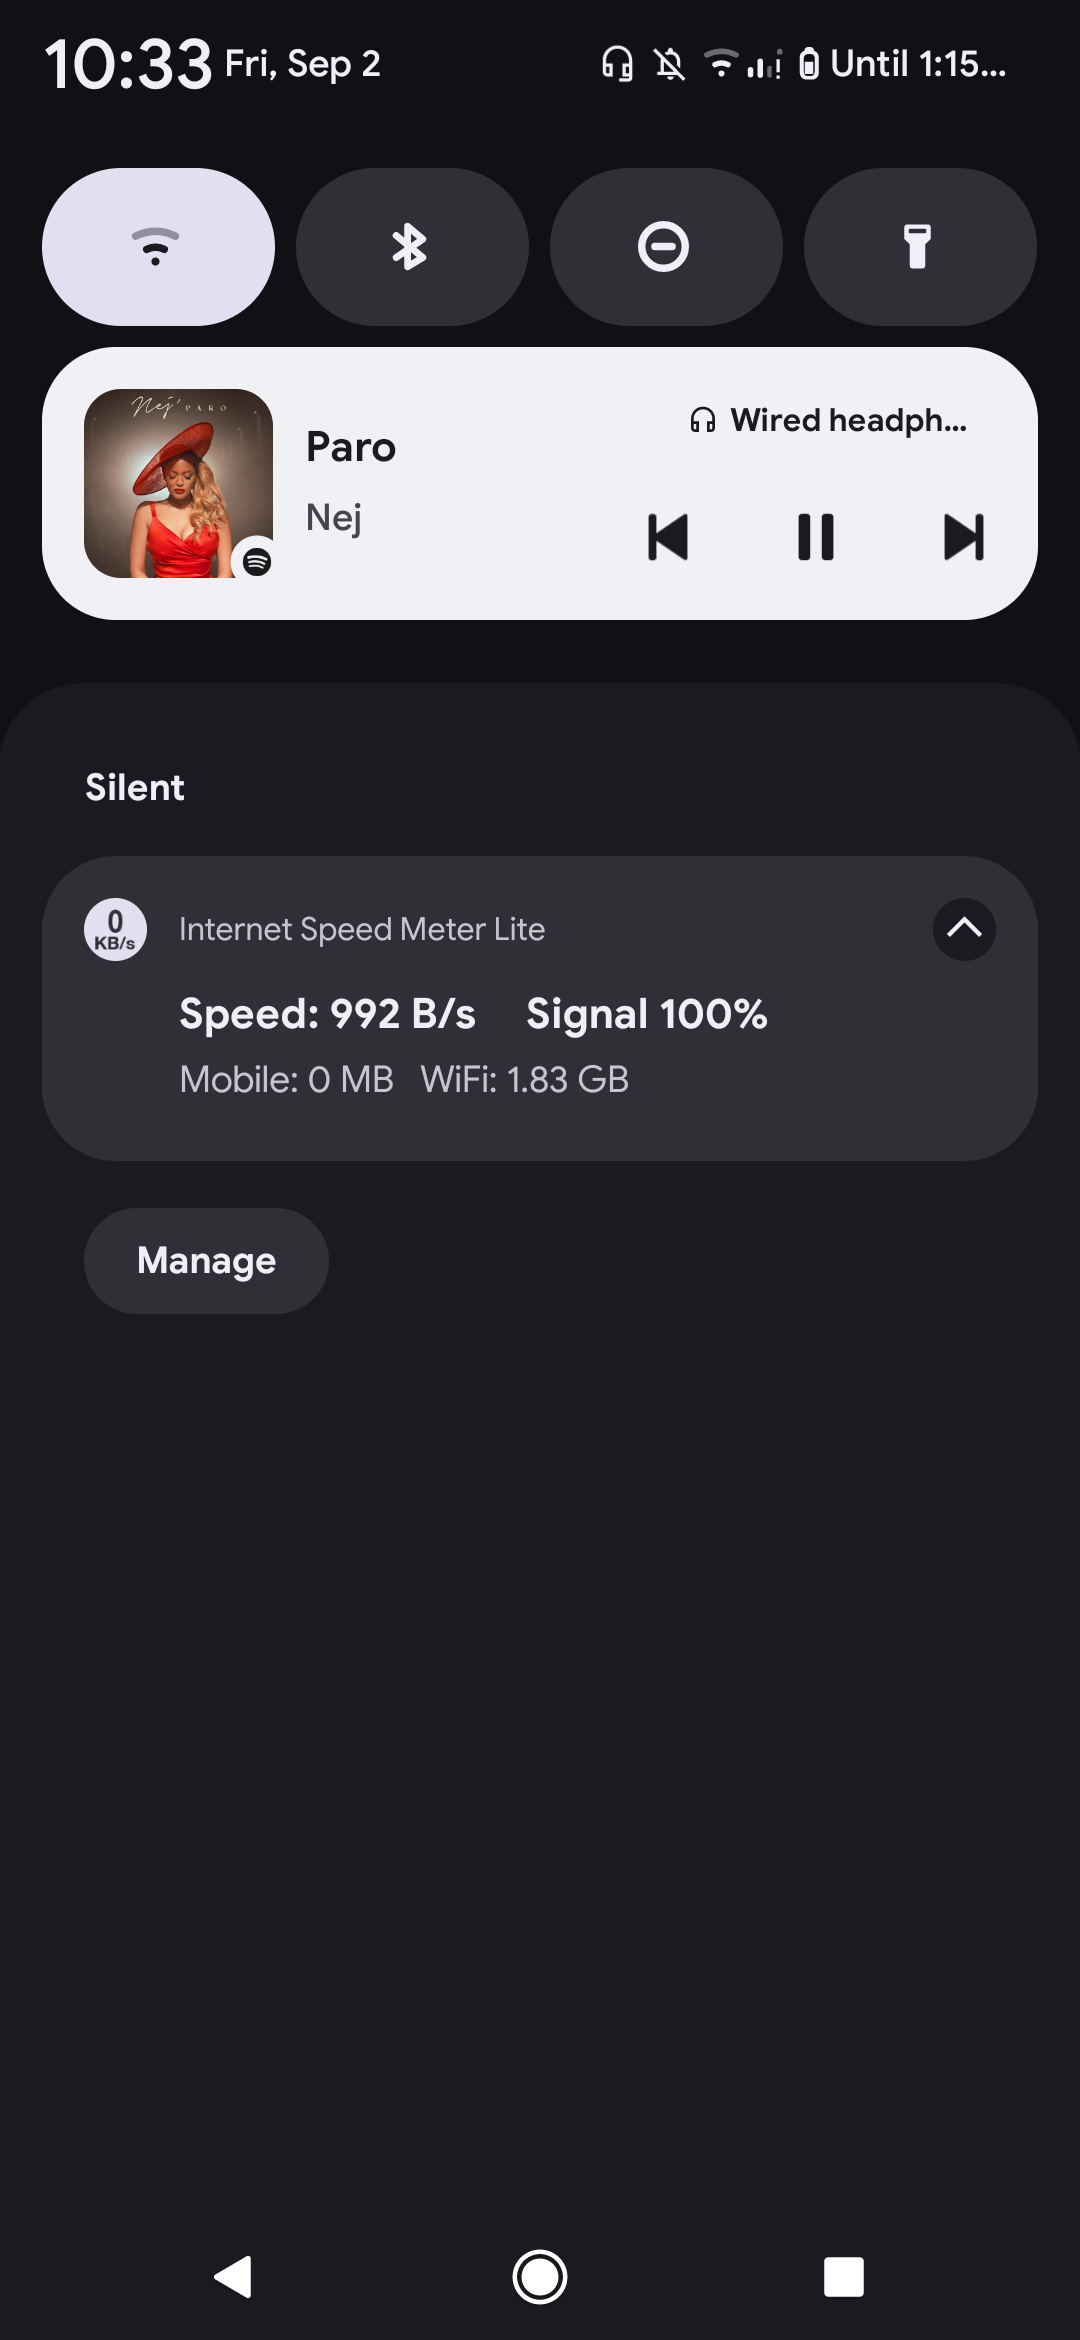 10:33 Fri, Sep 2 Until 1:15...
Nej' PARO
Wired headph...
Paro
Nej
Silent
0
KB/s
Internet Speed Meter Lite
Speed: 992 B/s Signal 100%
Mobile: 0 MB WiFi: 1.83 GB
Manage